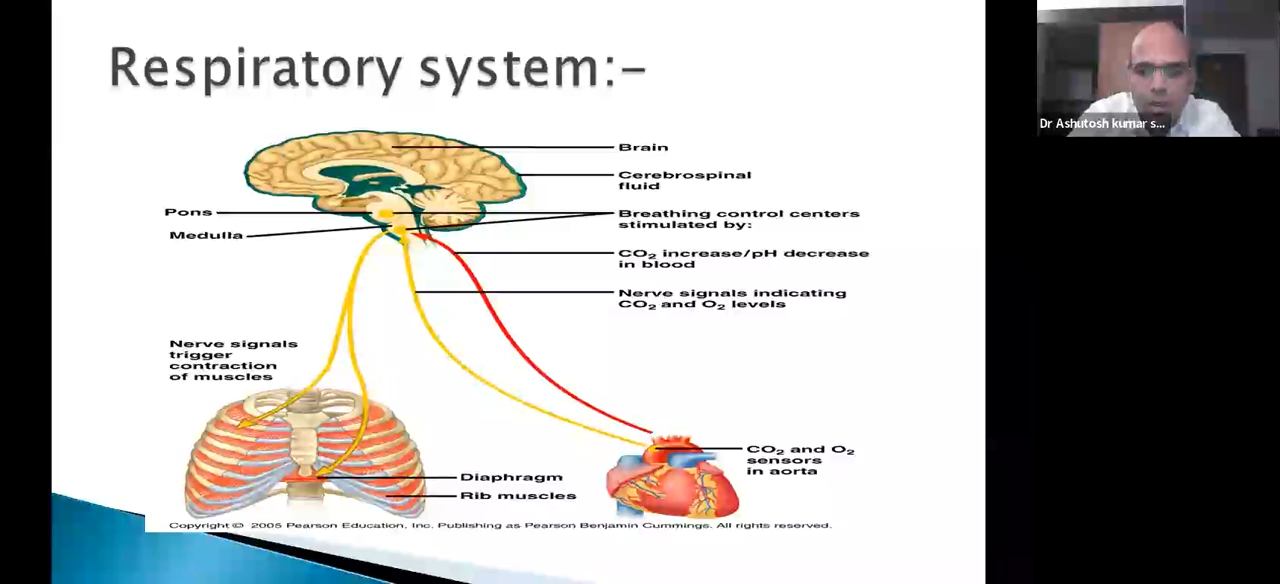 Respiratory system:-
Dr Ashutosh kumar s...
Brain
Cerebrospinal
fluid
Pons
Medulla
Breathing control centers
stimulated by:
CO₂ increase/pH decrease
in blood
Nerve signals indicating
CO₂ and O₂ levels
Nerve signals
trigger
contraction
of muscles
CO₂ and O₂
sensors
in aorta
Diaphragm
Rib muscles
Copyright © 2005 Pearson Education, Inc. Publishing as Pearson Benjamin Cummings. All rights reserved.